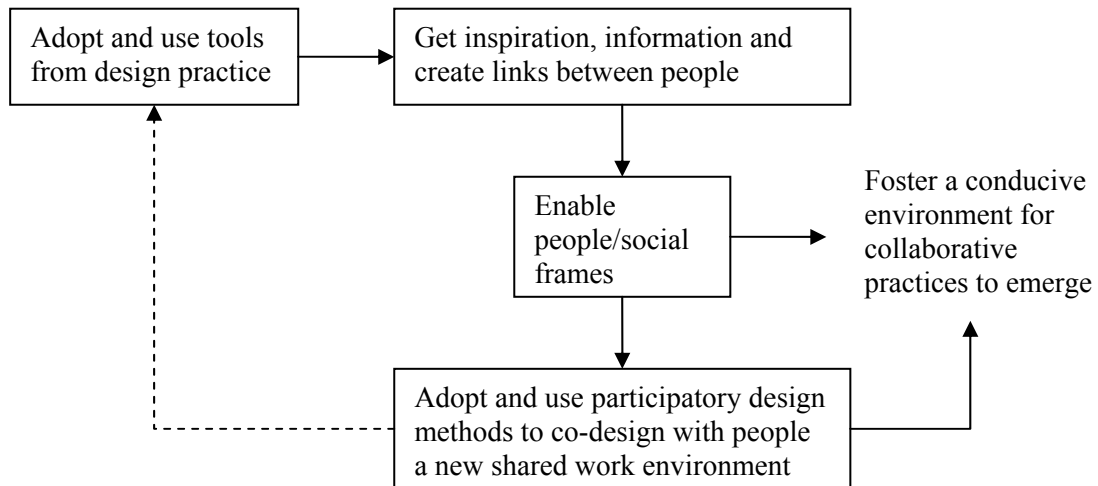 Adopt and use tools
from design practice
Get inspiration, information and
create links between people
Enable
people/social
frames
Foster a conducive
environment for
collaborative
practices to emerge
Adopt and use participatory design
methods to co-design with people
a new shared work environment